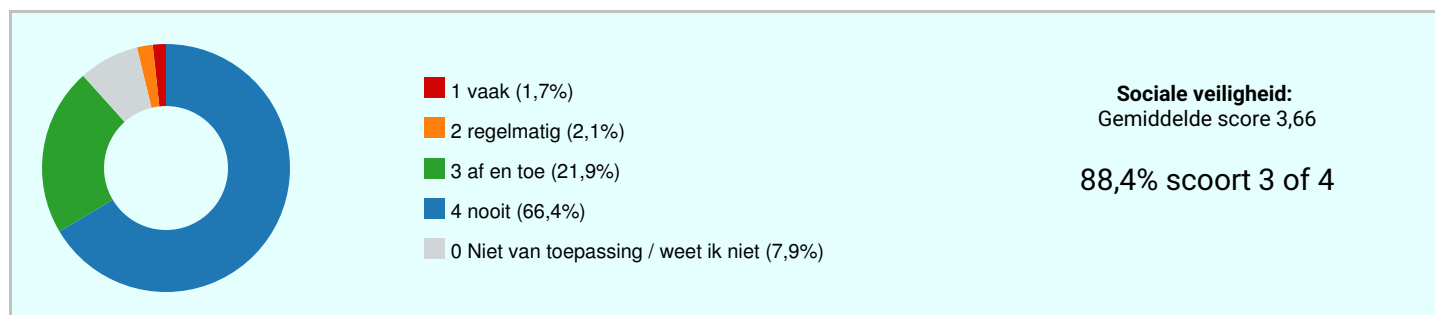 1 vaak (1,7%)
2 regelmatig (2,1%)
3 af en toe (21,9%)
4 nooit (66,4%)
0 Niet van toepassing / weet ik niet (7,9%)
Sociale veiligheid:
Gemiddelde score 3,66
88,4% scoort 3 of 4